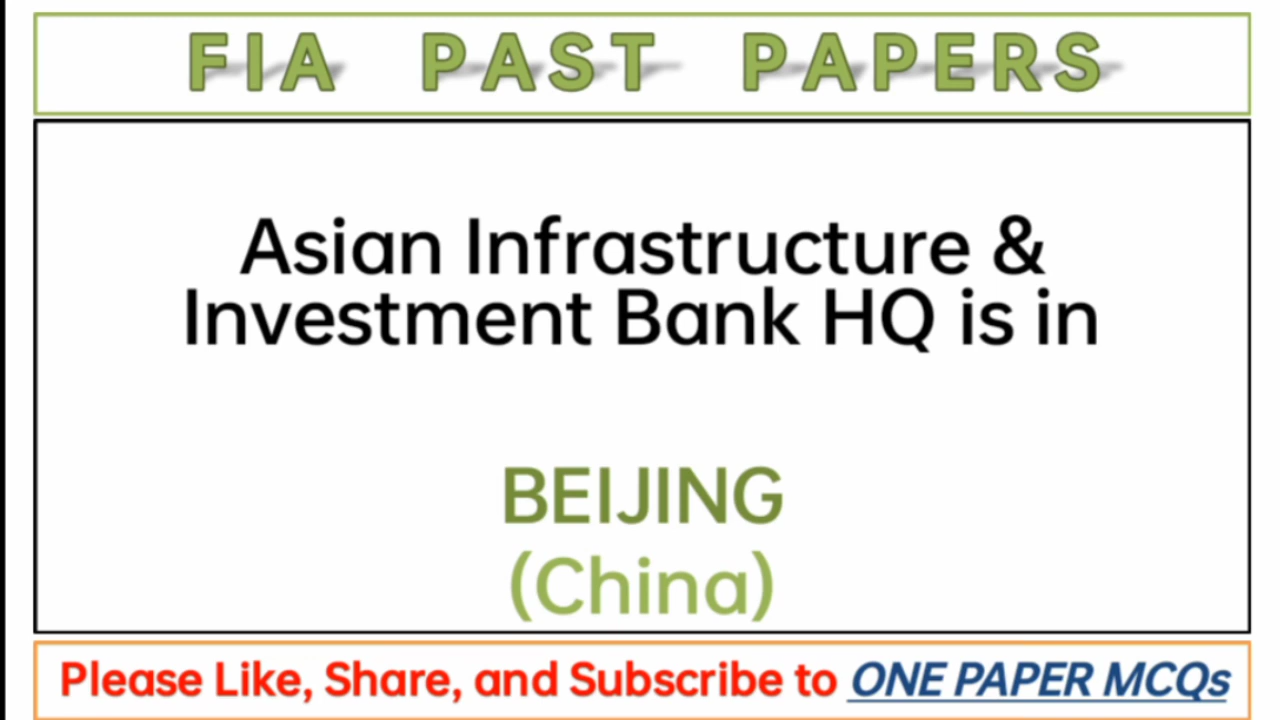 FIA PAST PAPERS
Asian Infrastructure &
Investment Bank HQ is in
BEIJING
(China)
Please Like, Share, and Subscribe to ONE PAPER MCQs